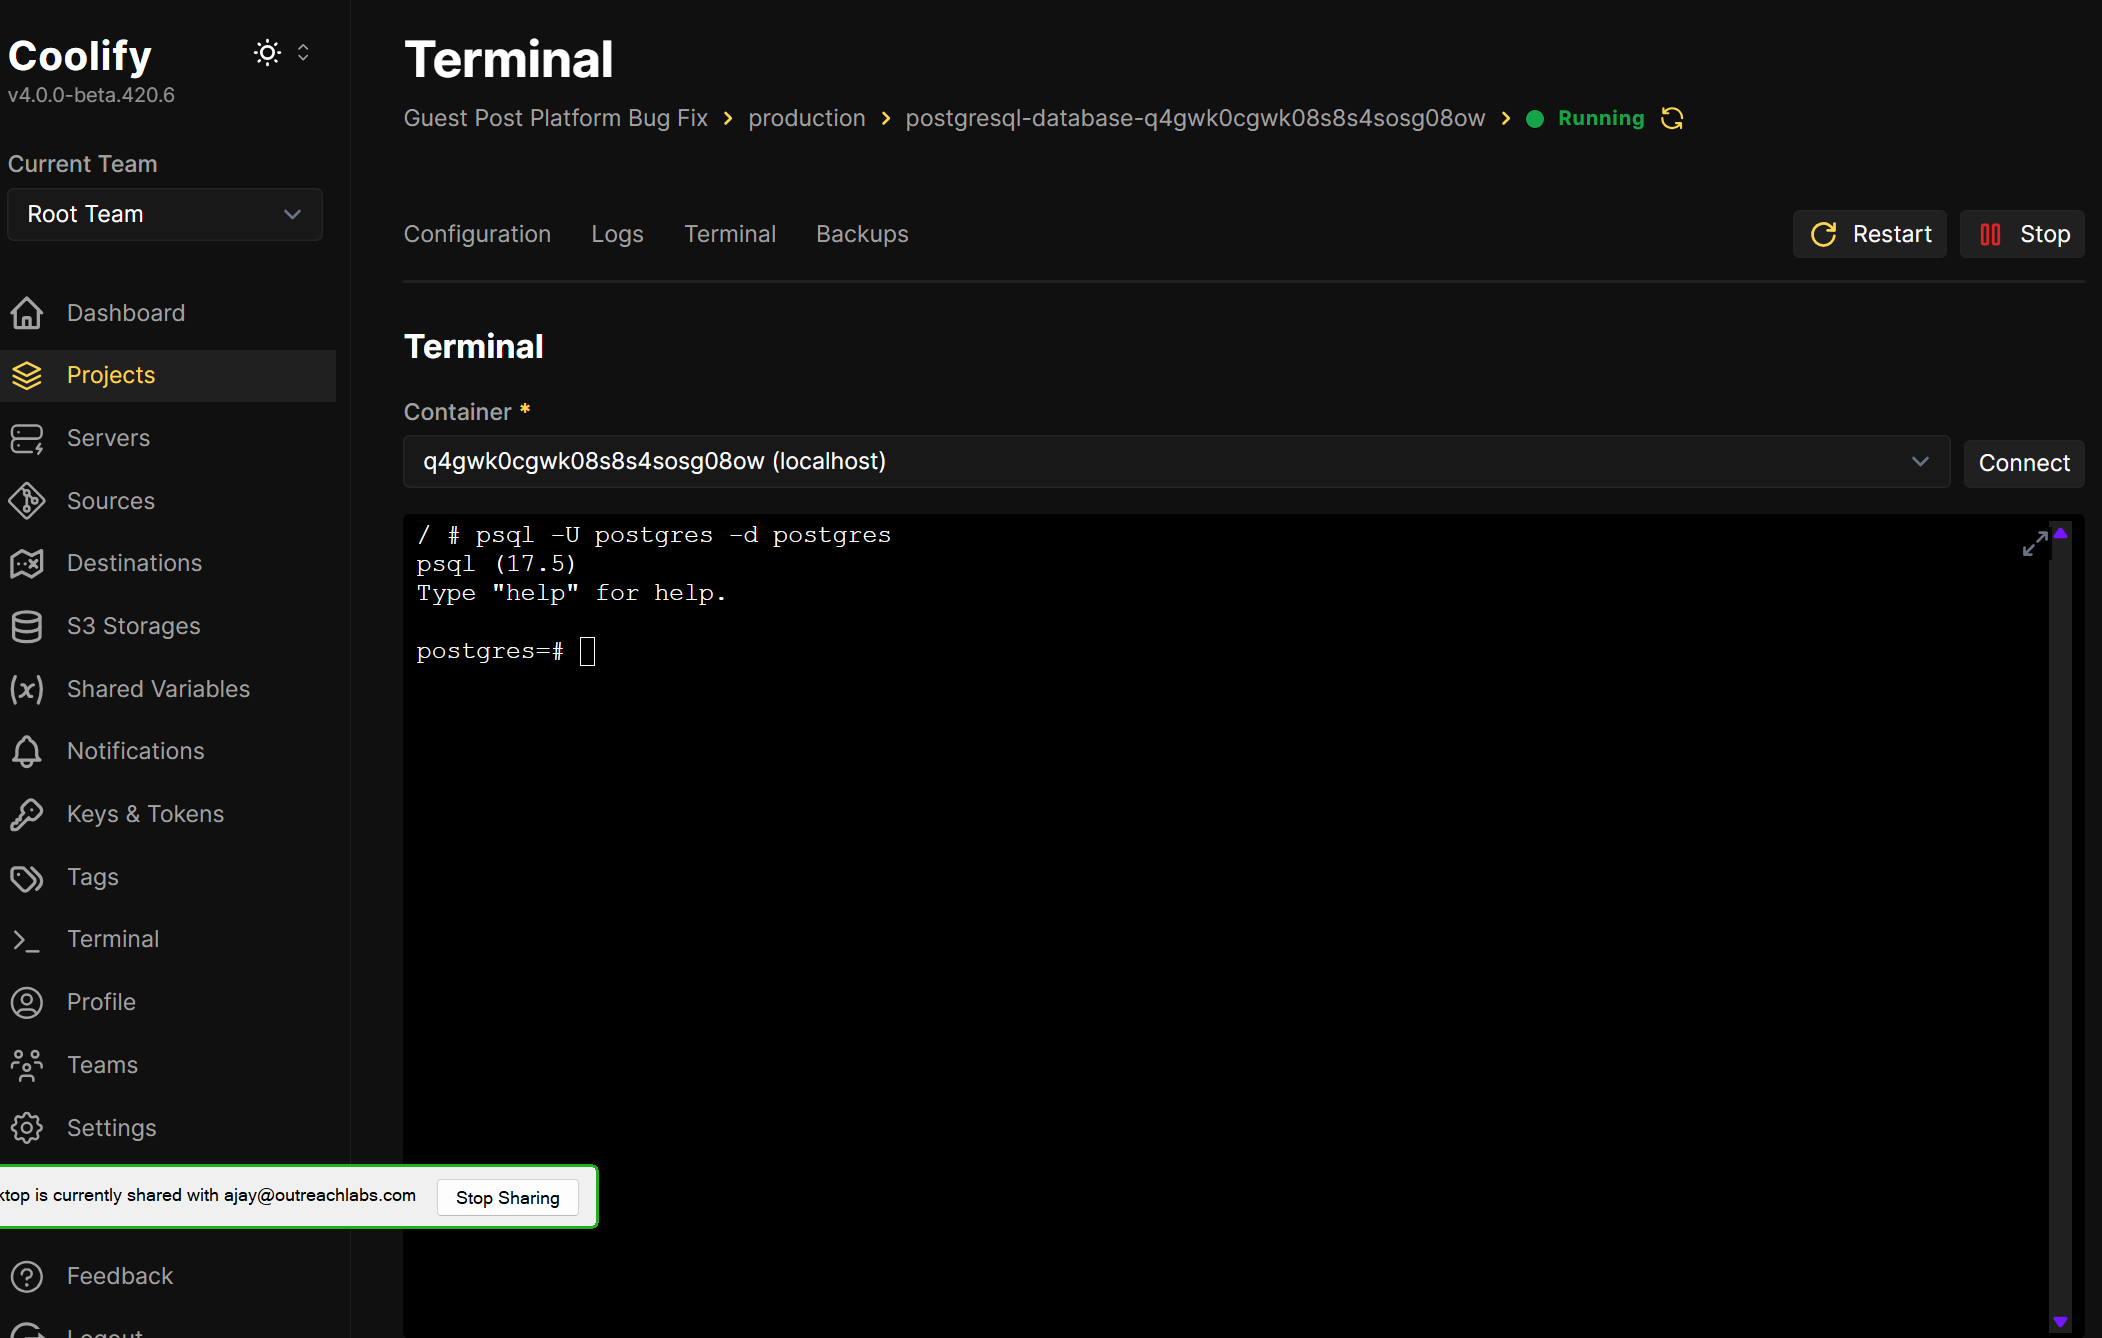 Coolify
v4.0.0-beta.420.6
Current Team
Root Team
Dashboard
Projects
Servers
Sources
Destinations
S3 Storages
Shared Variables
Notifications
Keys & Tokens
Tags
Terminal
Profile
Teams
Settings
ktop is currently shared with ajay@outreachlabs.com
Stop Sharing
Feedback
Logout
Terminal
Guest Post Platform Bug Fix
production
postgresql-database-q4gwk0cgwk08s8s4sosg08ow
Running
Configuration
Logs
Terminal
Backups
Restart
Stop
Terminal
Container *
q4gwk0cgwk08s8s4sosg08ow (localhost)
Connect
/ # psql -U postgres -d postgres
psql (17.5)
Type "help" for help.
postgres=#